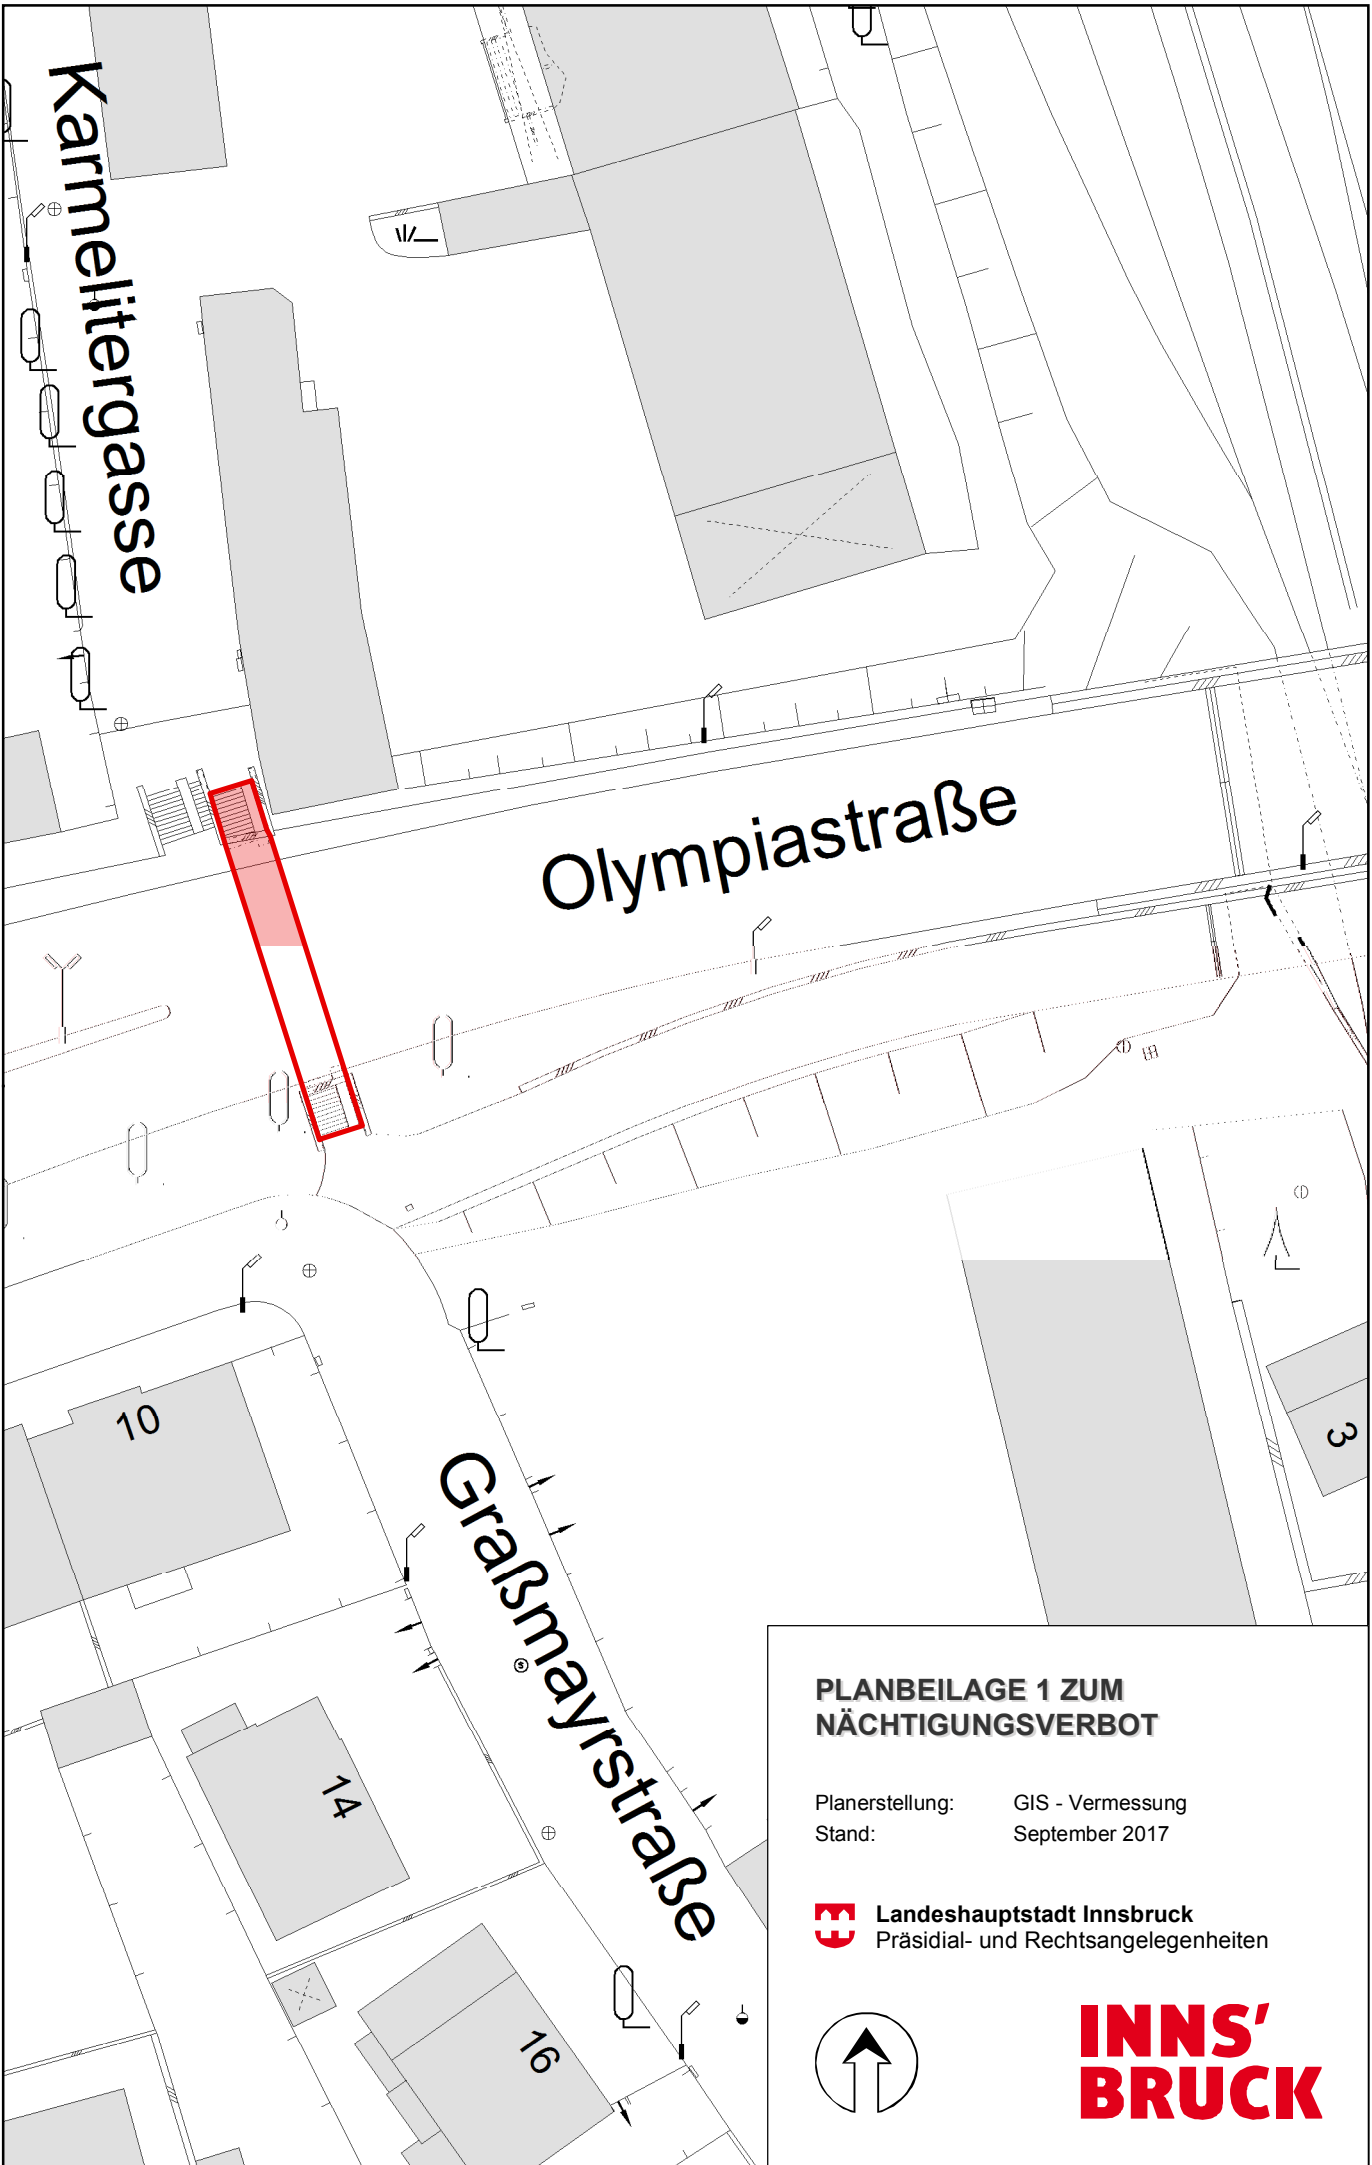 Karmelitergasse
Olympiastraße
10
3
Graßmayrstraße
14
16
PLANBEILAGE 1 ZUM
NÄCHTIGUNGSVERBOT
Planerstellung: GIS - Vermessung
Stand: September 2017
Landeshauptstadt Innsbruck
Präsidial- und Rechtsangelegenheiten
INNS'
BRUCK